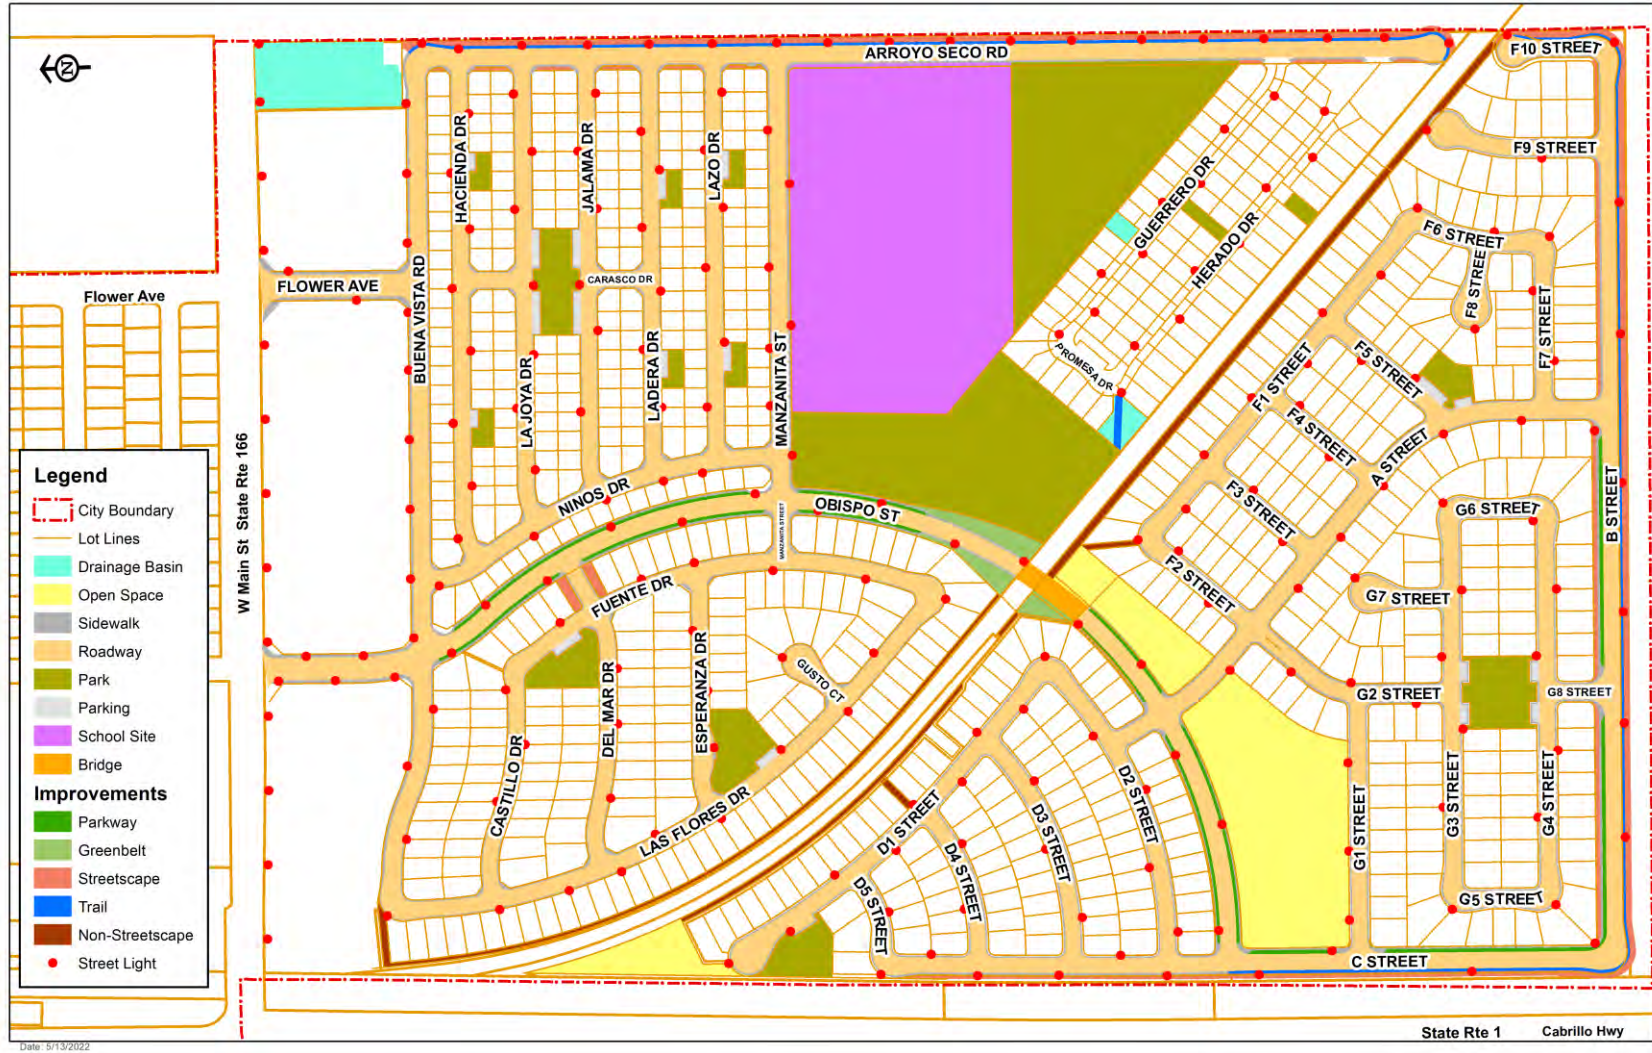 N
ARROYO SECO RD
F10 STREET
F9 STREET
HACIENDA DR
JALAMA DR
LAZO DR
GUERRERO DR
HERADO DR
F6 STREET
F8 STREET
F7 STREET
FLOWER AVE
Flower Ave
BUENA VISTA RD
CARASCO DR
LA JOYA DR
LADERA DR
MANZANITA ST
PROMESA DR
F1 STREET
F5 STREET
F4 STREET
A STREET
F3 STREET
F2 STREET
B STREET
W Main St State Rte 166
NINOS DR
OBISPO ST
MANZANITA STREET
FUENTE DR
G6 STREET
G7 STREET
G2 STREET
G8 STREET
DEL MAR DR
ESPERANZA DR
GUSTO CT
CASTILLO DR
LAS FLORES DR
D1 STREET
D2 STREET
D3 STREET
D4 STREET
D5 STREET
G1 STREET
G3 STREET
G4 STREET
G5 STREET
C STREET
State Rte 1
Cabrillo Hwy
Legend
City Boundary
Lot Lines
Drainage Basin
Open Space
Sidewalk
Roadway
Park
Parking
School Site
Bridge
Improvements
Parkway
Greenbelt
Streetscape
Trail
Non-Streetscape
Street Light
Date: 5/13/2022